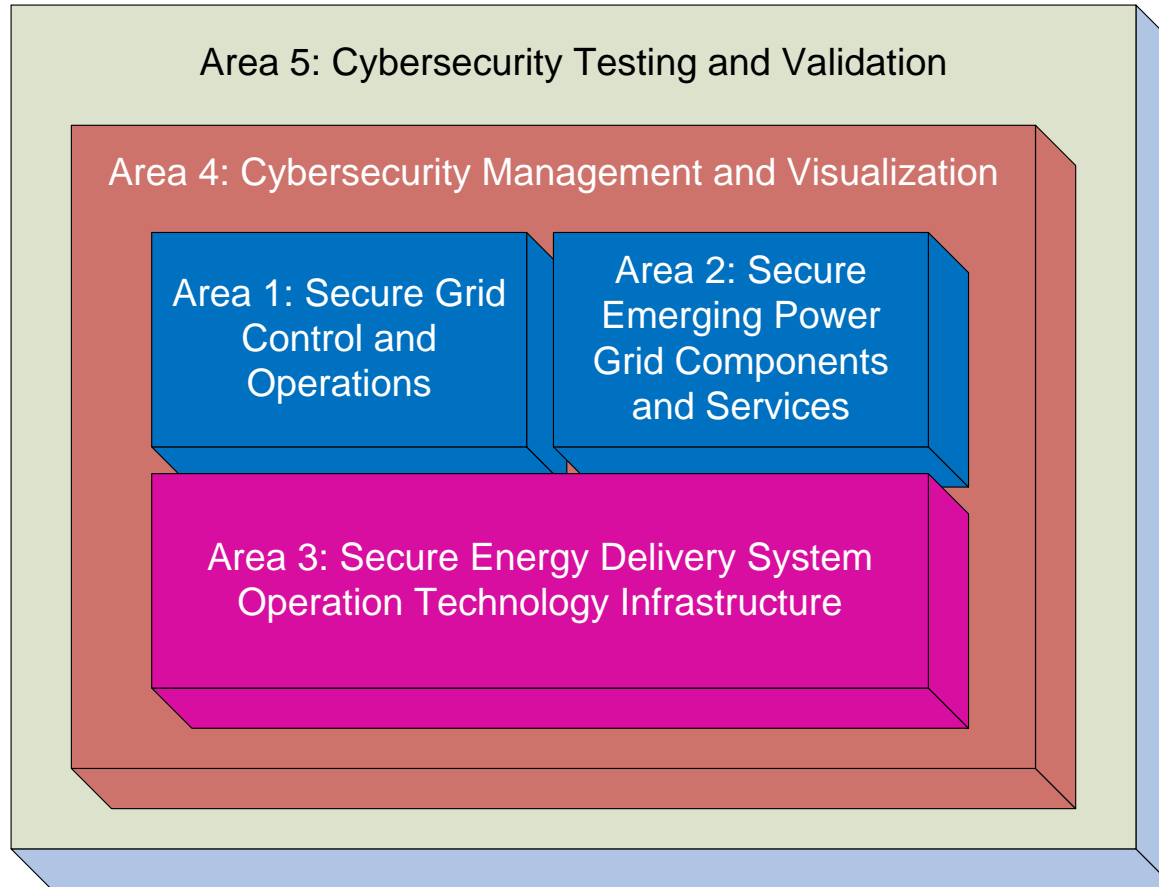 Area 5: Cybersecurity Testing and Validation
Area 4: Cybersecurity Management and Visualization
Area 1: Secure Grid
Control and
Operations
Area 2: Secure
Emerging Power
Grid Components
and Services
Area 3: Secure Energy Delivery System
Operation Technology Infrastructure